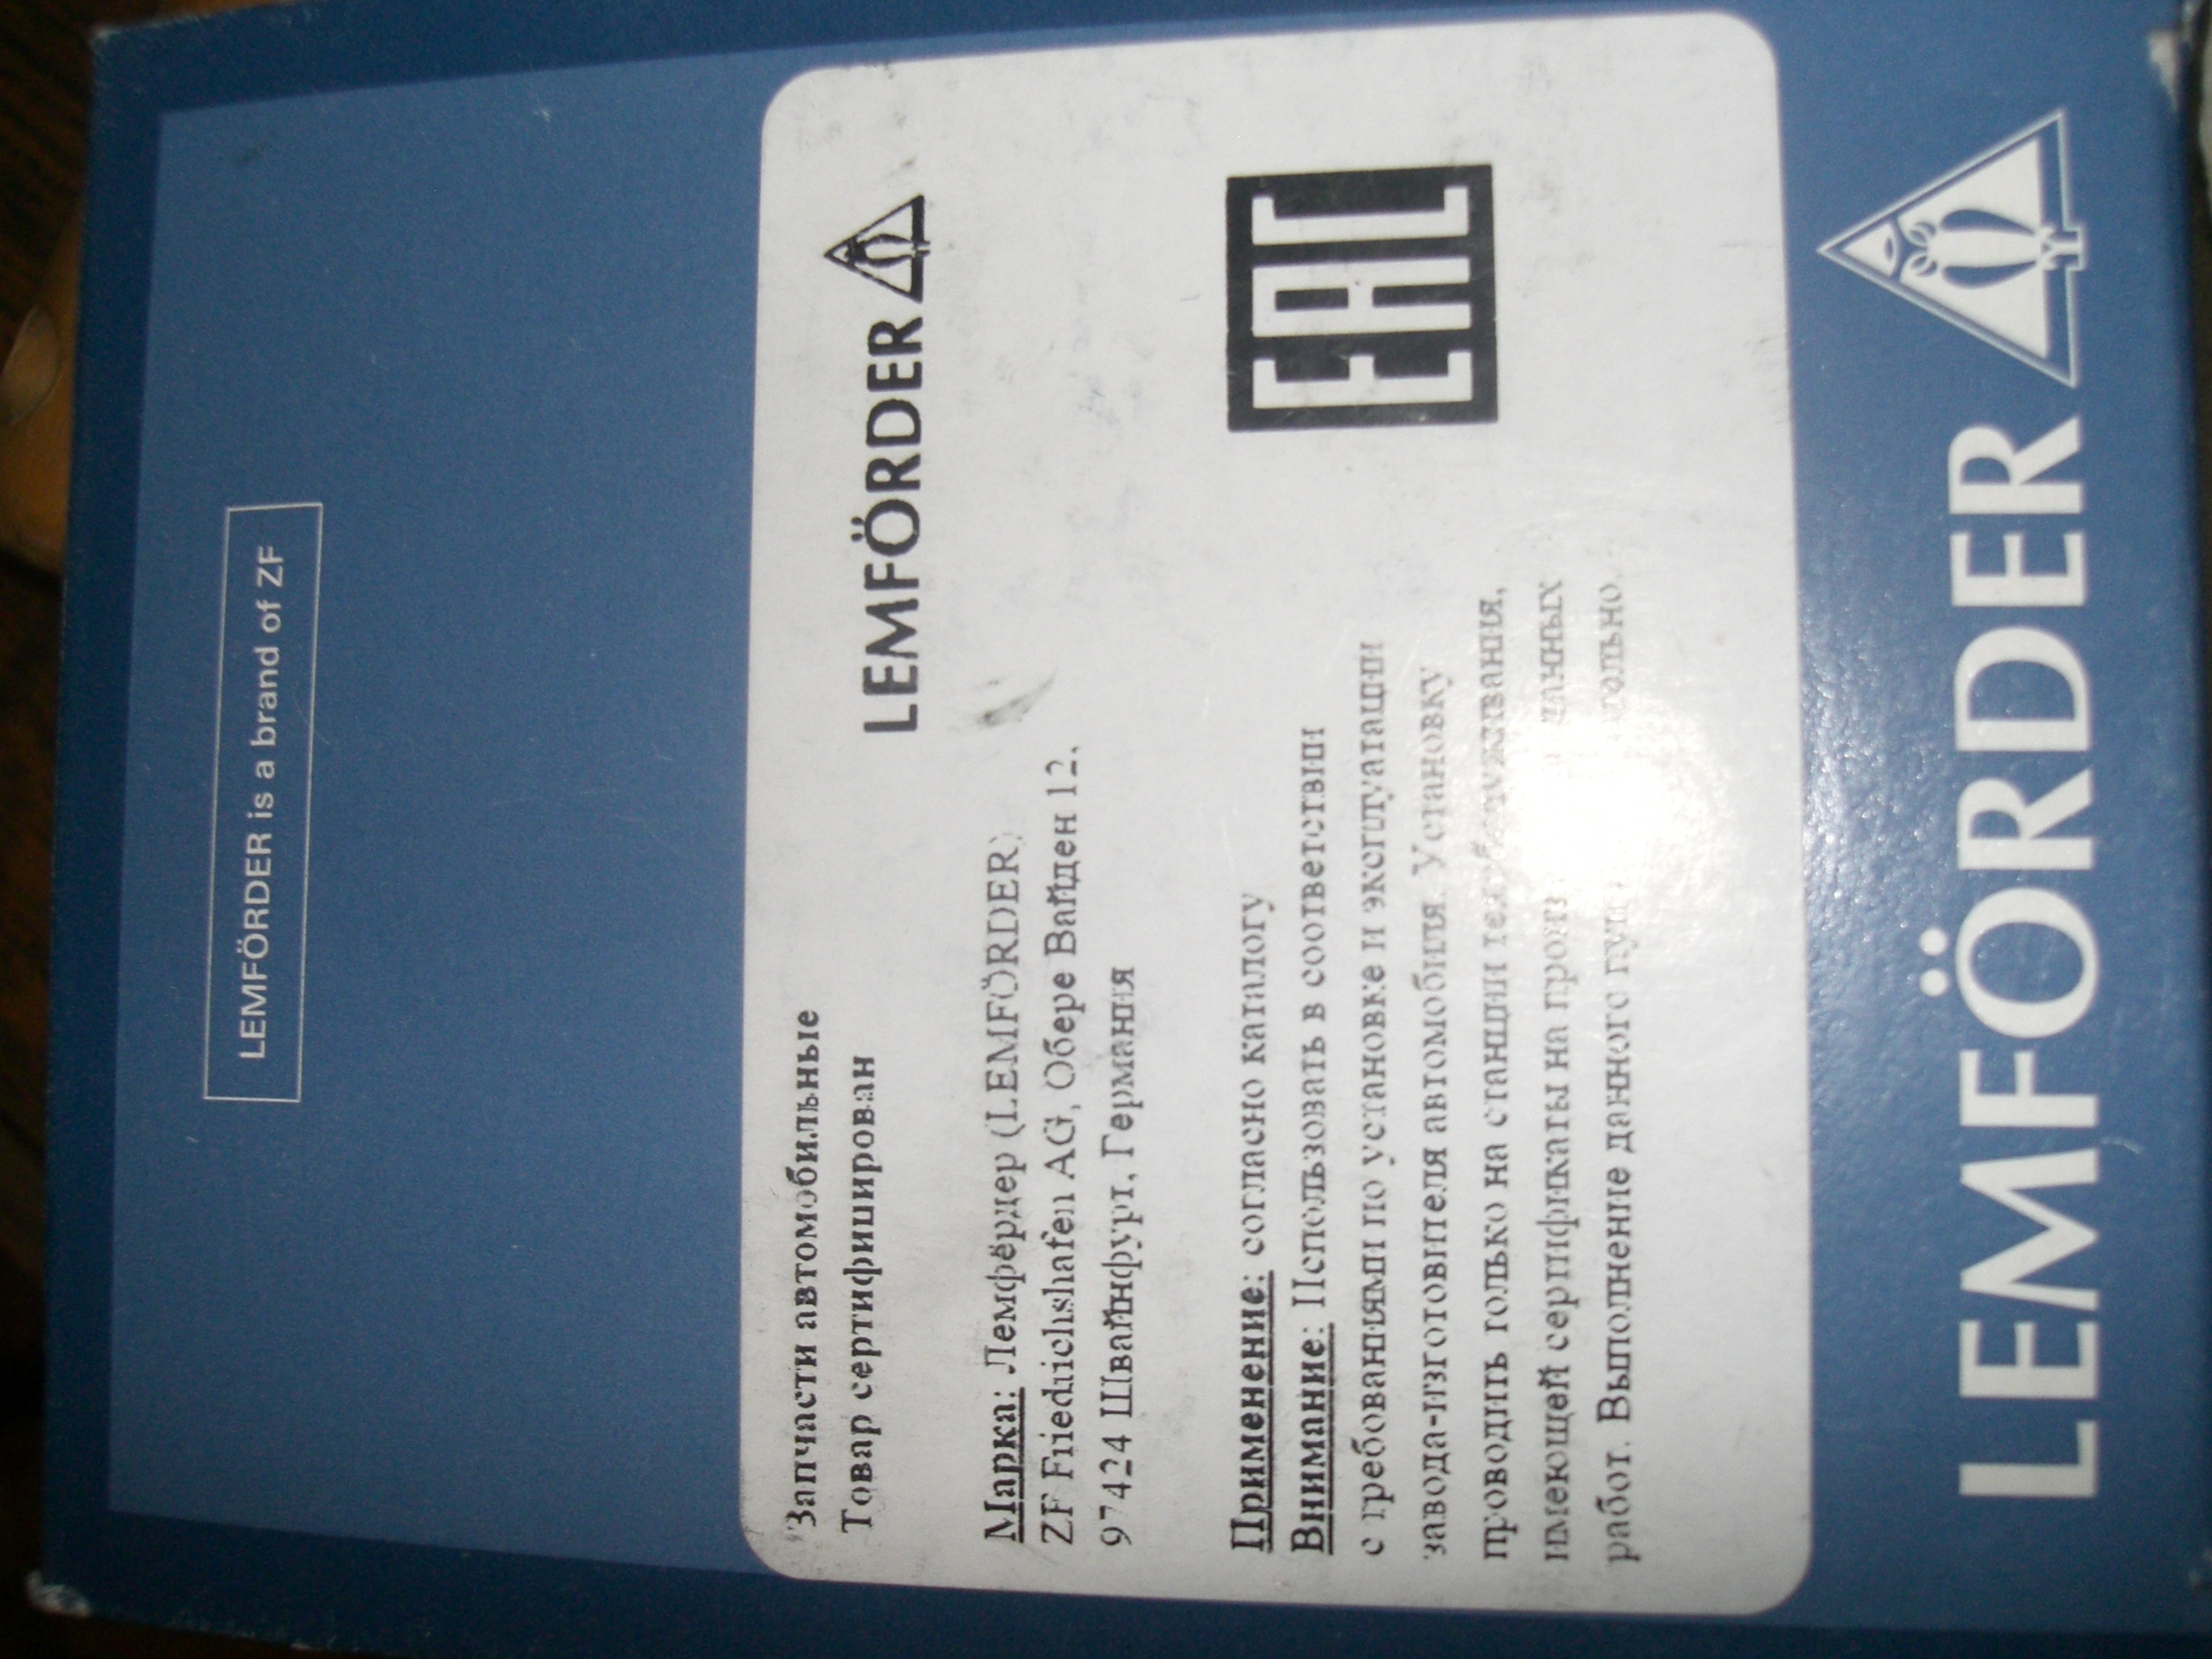 LEMFÖRDER is a brand of ZF
Запчасти автомобильные
Товар сертифицирован
LEMFÖRDER
Марка: Лемфёрдер (LEMFÖRDER)
ZF Friedrichshafen AG, Обере Вайден 12.
97424 Швайнфурт, Германия
EAC
Применение: согласно каталогу
Внимание: Использовать в соответствии
с требованиями по установке и эксплуатации
завода-изготовителя автомобиля. Установку
проводить только на станции
имеющей сертификаты на данных
работ. Выполнение данного
LEMFÖRDER